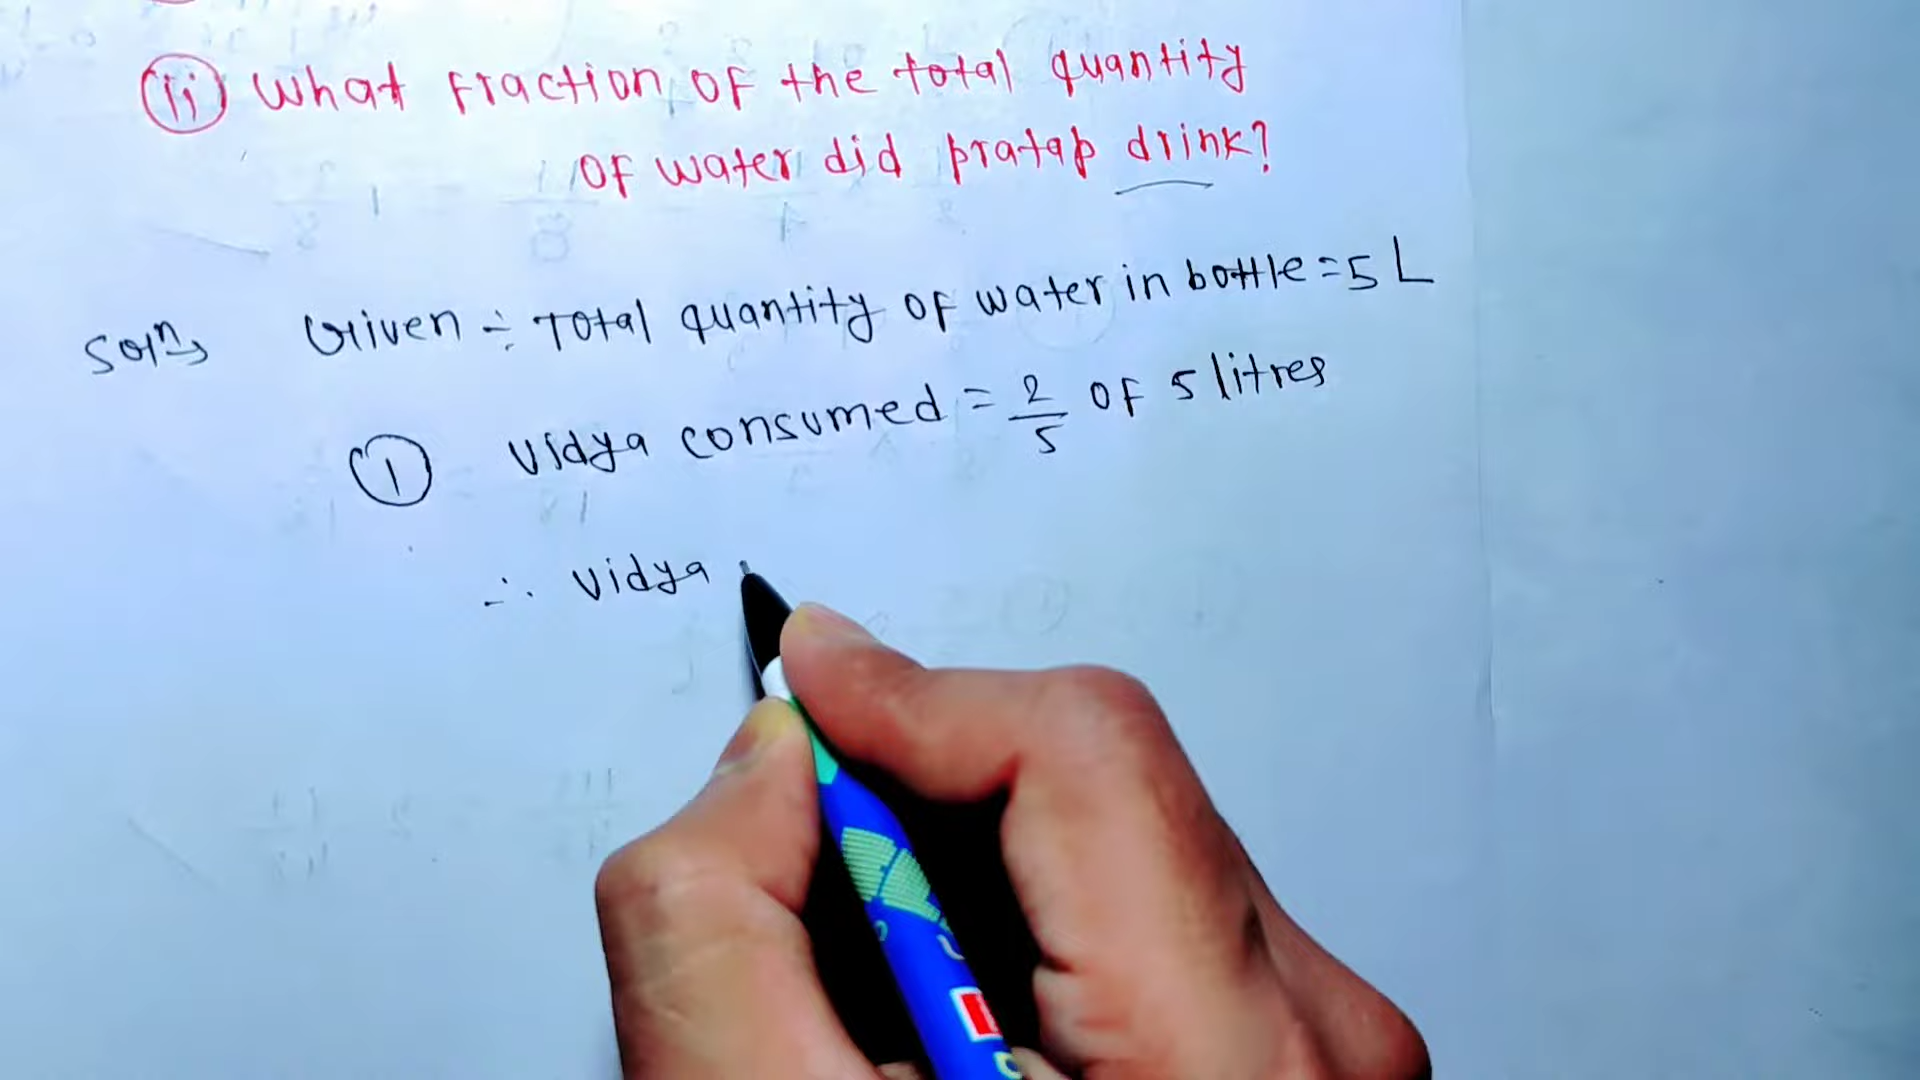 (ii) What fraction of the total quantity
of water did pratap drink?
Solⁿ→ Given :- Total quantity of water in bottle = 5 L
① Vidya consumed = 2/5 of 5 litres
∴ Vidya